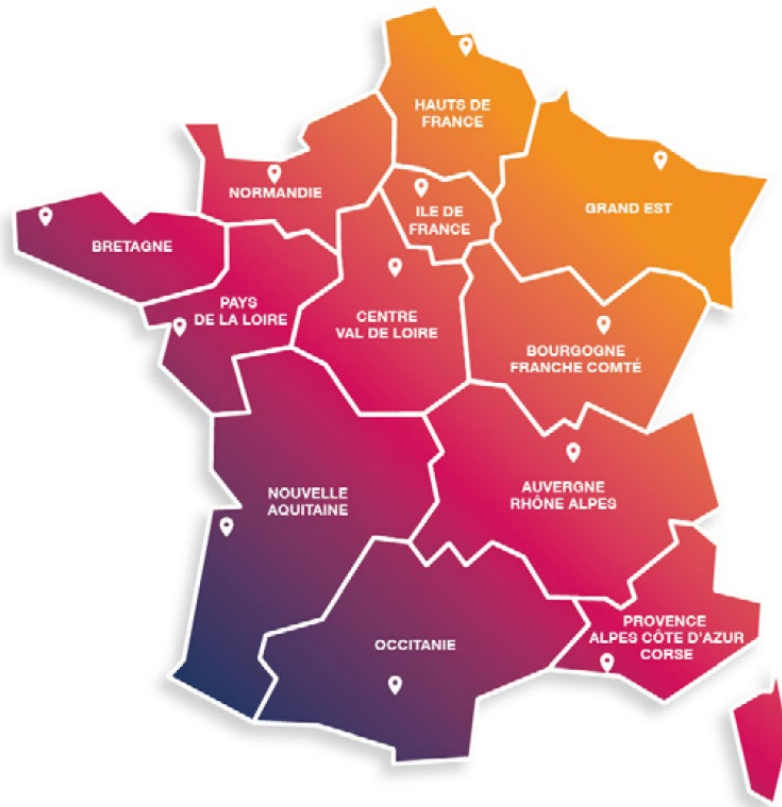 HAUTS DE
FRANCE
NORMANDIE
ILE DE
FRANCE
GRAND EST
BRETAGNE
PAYS
DE LA LOIRE
CENTRE
VAL DE LOIRE
BOURGOGNE
FRANCHE COMTÉ
NOUVELLE
AQUITAINE
AUVERGNE
RHÔNE ALPES
OCCITANIE
PROVENCE
ALPES CÔTE D'AZUR
CORSE